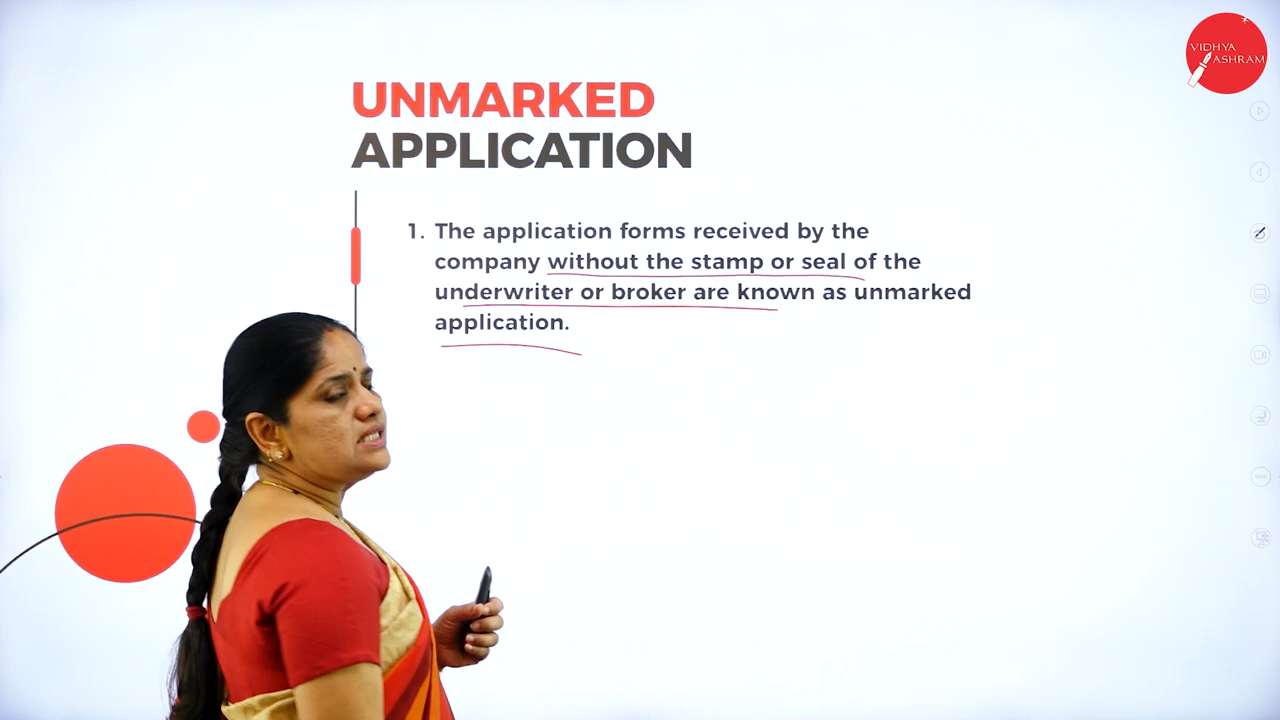 VIDHYA
ASHRAM
UNMARKED
APPLICATION
1. The application forms received by the
company without the stamp or seal of the
underwriter or broker are known as unmarked
application.